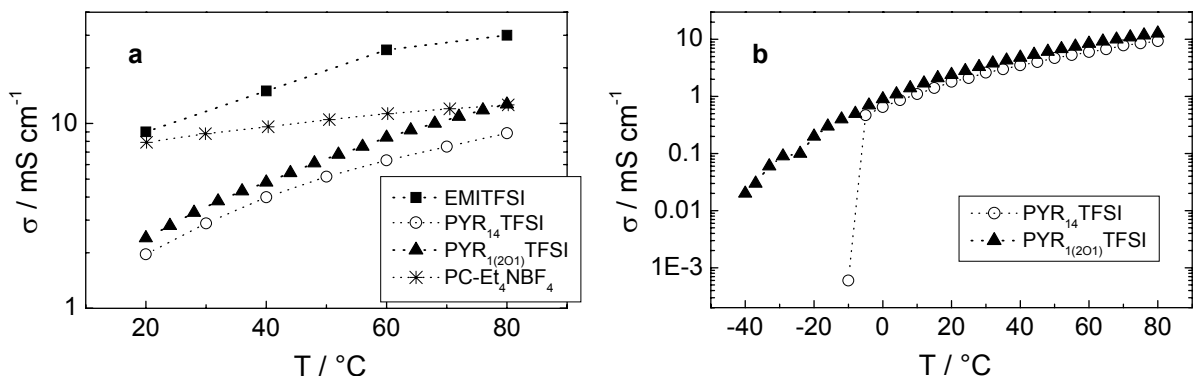 a
σ / mS cm⁻¹
10
1
20 40 60 80
T / °C
EMITFSI
PYR₁₄TFSI
PYR₁₍₂O₁₎TFSI
PC-Et₄NBF₄
b
σ / mS cm⁻¹
10
1
0.1
0.01
1E-3
-40 -20 0 20 40 60 80
T / °C
PYR₁₄TFSI
PYR₁₍₂O₁₎TFSI